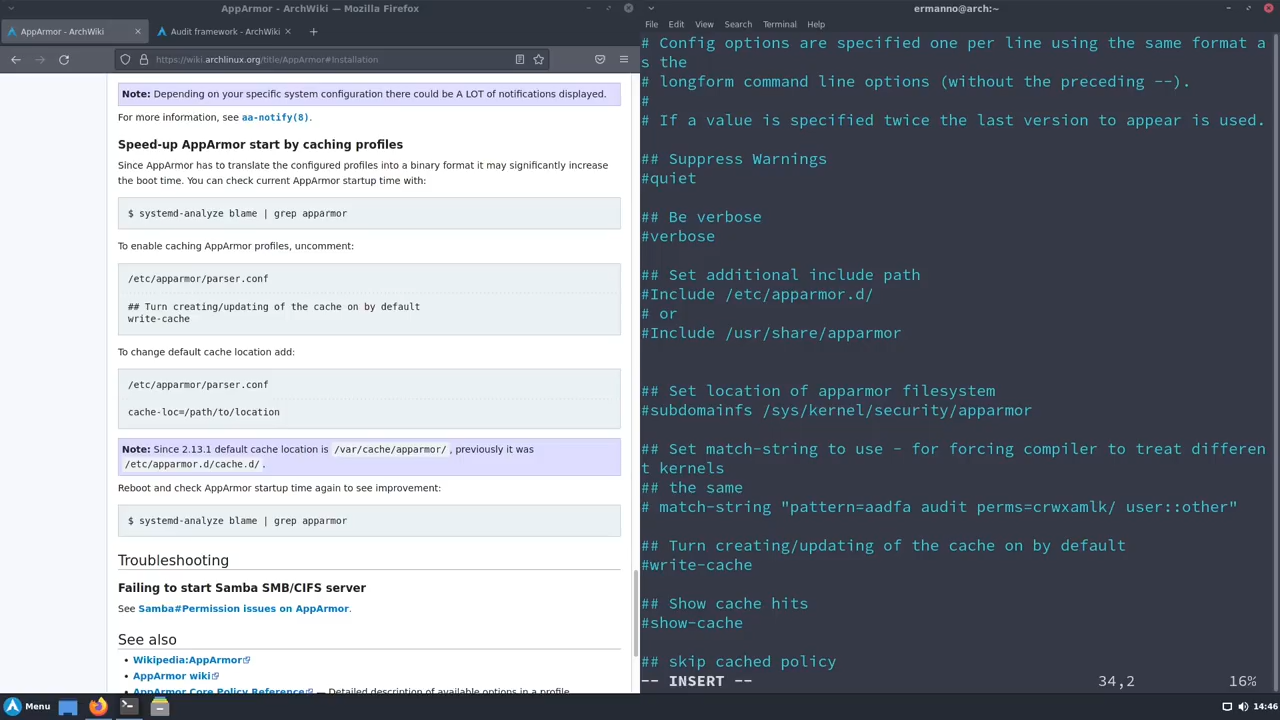 AppArmor - ArchWiki — Mozilla Firefox
AppArmor - ArchWiki
Audit framework - ArchWiki
https://wiki.archlinux.org/title/AppArmor#Installation
Note: Depending on your specific system configuration there could be A LOT of notifications displayed.
For more information, see aa-notify(8).
Speed-up AppArmor start by caching profiles
Since AppArmor has to translate the configured profiles into a binary format it may significantly increase
the boot time. You can check current AppArmor startup time with:
$ systemd-analyze blame | grep apparmor
To enable caching AppArmor profiles, uncomment:
/etc/apparmor/parser.conf
## Turn creating/updating of the cache on by default
write-cache
To change default cache location add:
/etc/apparmor/parser.conf
cache-loc=/path/to/location
Note: Since 2.13.1 default cache location is /var/cache/apparmor/, previously it was
/etc/apparmor.d/cache.d/.
Reboot and check AppArmor startup time again to see improvement:
$ systemd-analyze blame | grep apparmor
Troubleshooting
Failing to start Samba SMB/CIFS server
See Samba#Permission issues on AppArmor.
See also
• Wikipedia:AppArmor
• AppArmor wiki
• AppArmor Core Policy Reference — Detailed description of available options in a profile
ermanno@arch:~
File Edit View Search Terminal Help
# Config options are specified one per line using the same format a
s the
# longform command line options (without the preceding --).
#
# If a value is specified twice the last version to appear is used.
## Suppress Warnings
#quiet
## Be verbose
#verbose
## Set additional include path
#Include /etc/apparmor.d/
# or
#Include /usr/share/apparmor
## Set location of apparmor filesystem
#subdomainfs /sys/kernel/security/apparmor
## Set match-string to use - for forcing compiler to treat differen
t kernels
## the same
# match-string "pattern=aadfa audit perms=crwxamlk/ user::other"
## Turn creating/updating of the cache on by default
#write-cache
## Show cache hits
#show-cache
## skip cached policy
-- INSERT -- 34,2 16%
Menu 14:46